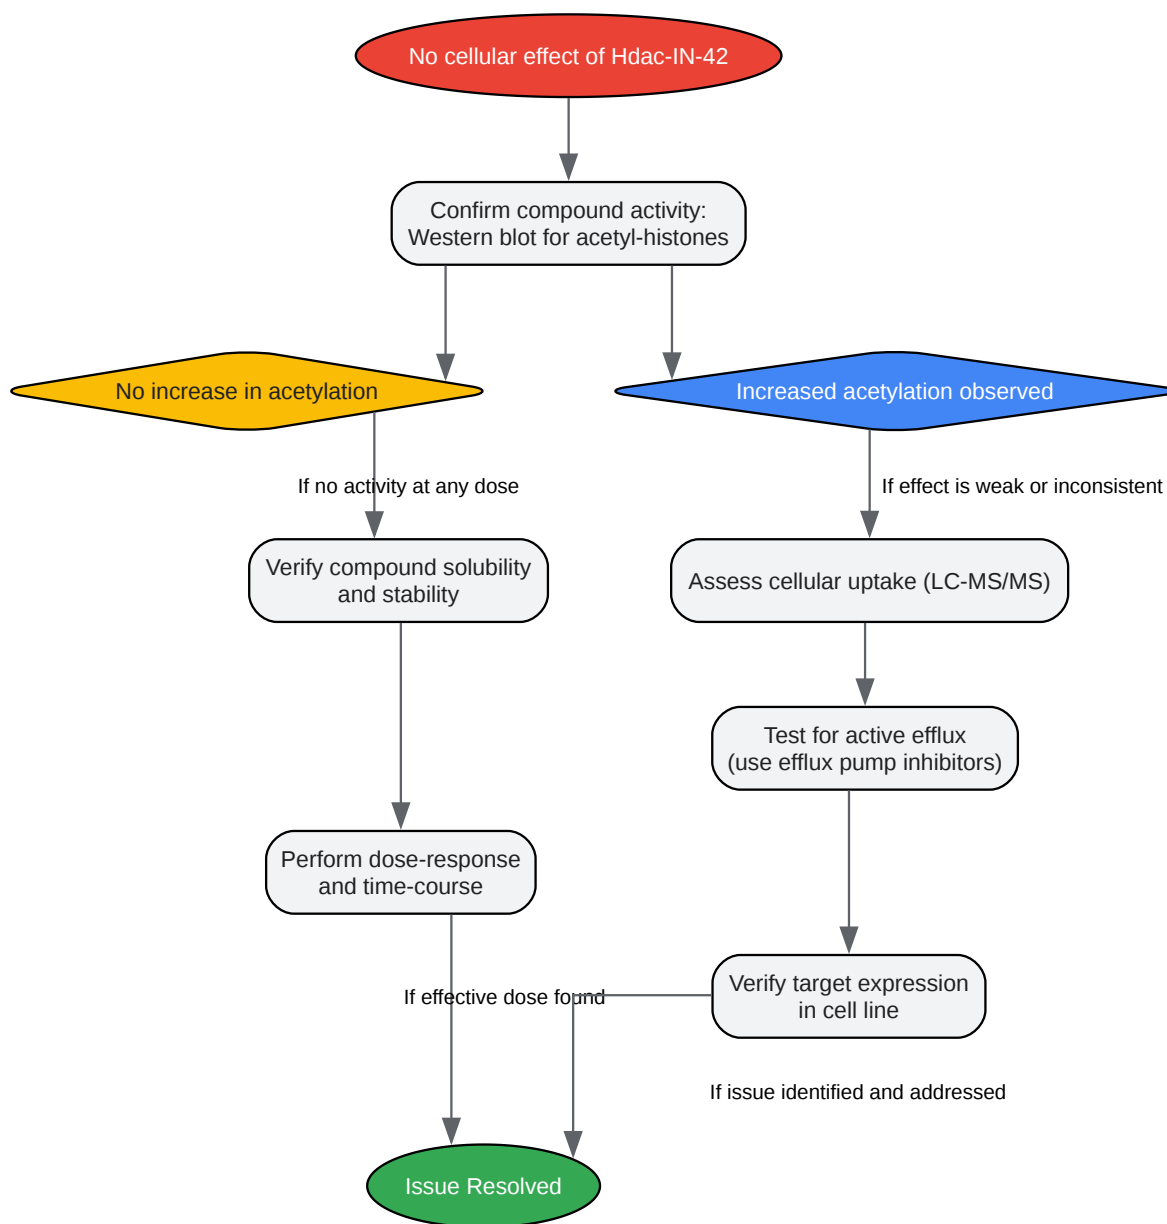 No cellular effect of Hdac-IN-42
Confirm compound activity:
Western blot for acetyl-histones
No increase in acetylation
Increased acetylation observed
If no activity at any dose
If effect is weak or inconsistent
Verify compound solubility
and stability
Assess cellular uptake (LC-MS/MS)
Test for active efflux
(use efflux pump inhibitors)
Perform dose-response
and time-course
If effective dose found
Verify target expression
in cell line
If issue identified and addressed
Issue Resolved